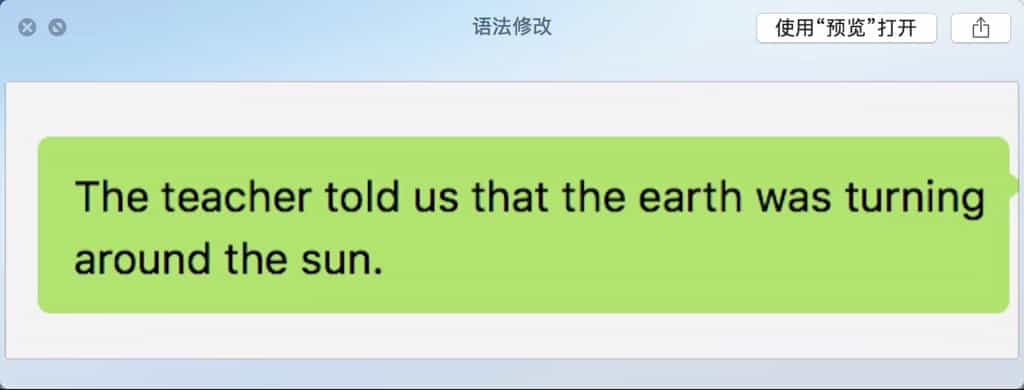 语法修改
使用“预览”打开
The teacher told us that the earth was turning
around the sun.